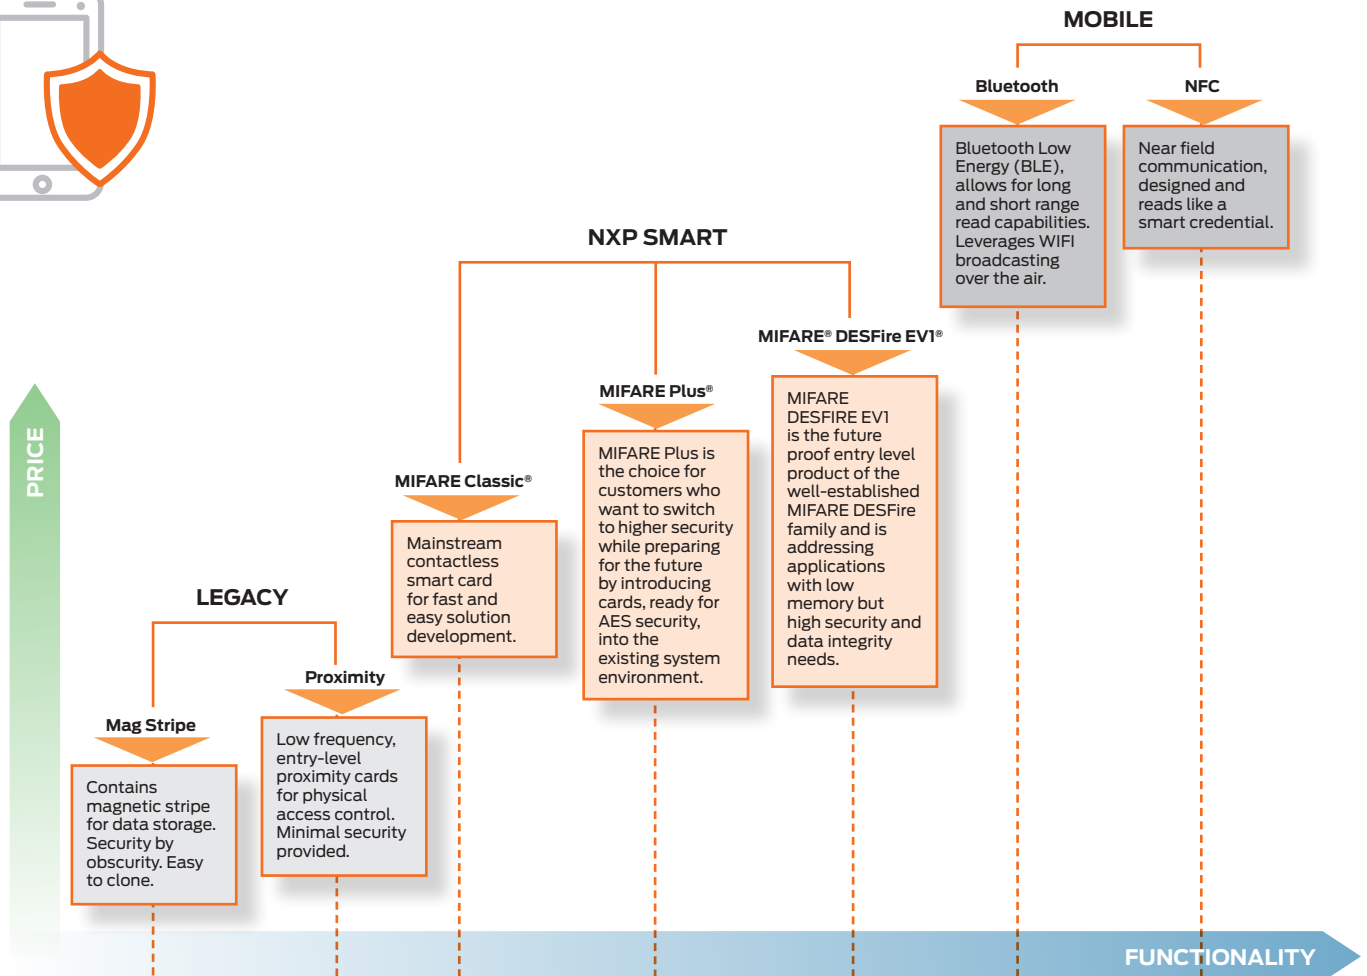 MOBILE
Bluetooth
NFC
Bluetooth Low
Energy (BLE),
allows for long
and short range
read capabilities.
Leverages WIFI
broadcasting
over the air.
Near field
communication,
designed and
reads like a
smart credential.
NXP SMART
MIFARE® DESFire EV1®
MIFARE
DESFIRE EV1
is the future
proof entry level
product of the
well-established
MIFARE DESFire
family and is
addressing
applications
with low
memory but
high security and
data integrity
needs.
MIFARE Plus®
MIFARE Plus is
the choice for
customers who
want to switch
to higher security
while preparing
for the future
by introducing
cards, ready for
AES security,
into the
existing system
environment.
MIFARE Classic®
Mainstream
contactless
smart card
for fast and
easy solution
development.
PRICE
LEGACY
Proximity
Low frequency,
entry-level
proximity cards
for physical
access control.
Minimal security
provided.
Mag Stripe
Contains
magnetic stripe
for data storage.
Security by
obscurity. Easy
to clone.
FUNCTIONALITY